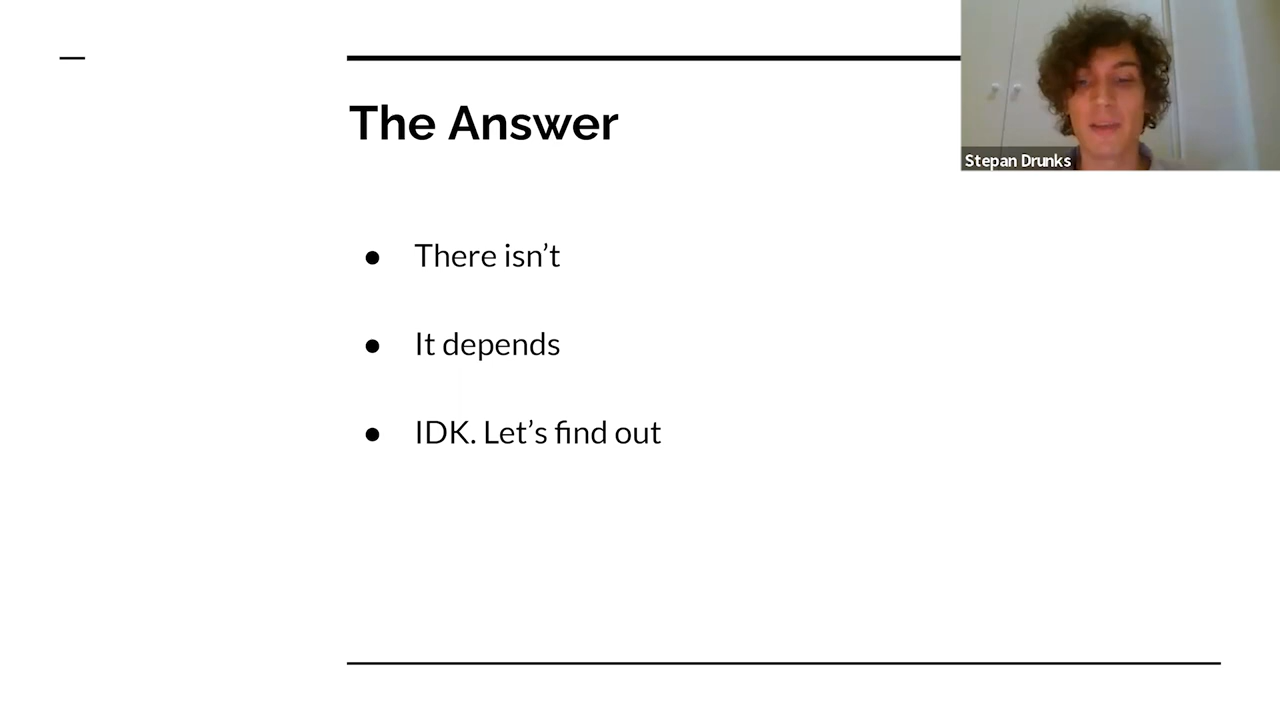 The Answer
Stepan Drunks
● There isn’t
● It depends
● IDK. Let’s find out